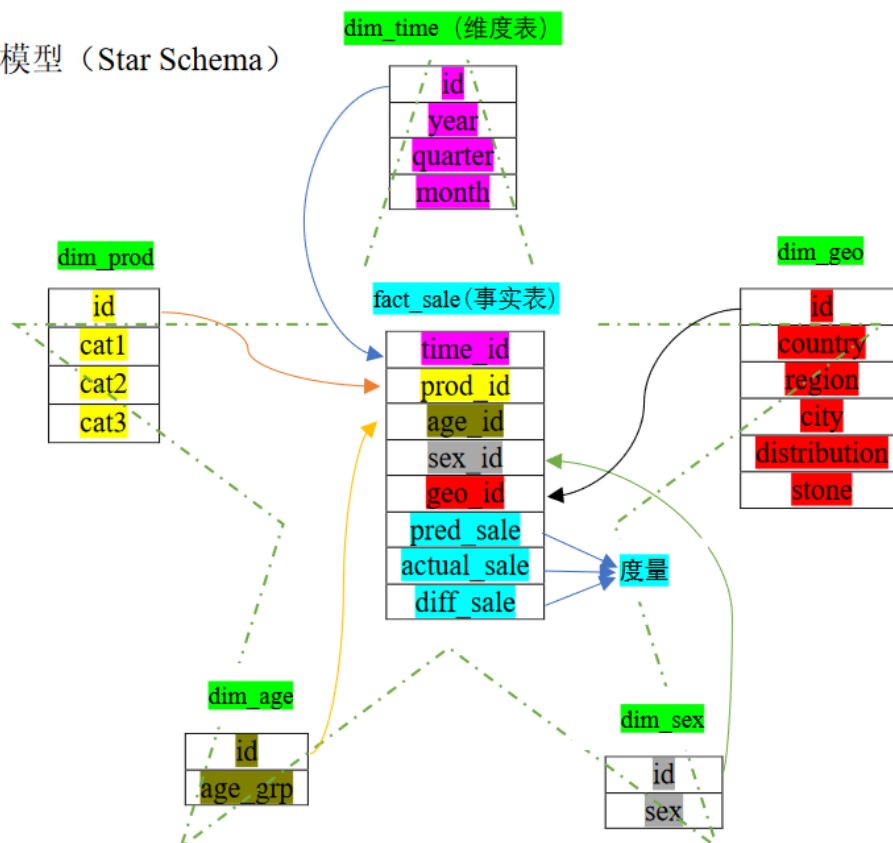 dim_time（维度表）
模型（Star Schema）
id
year
quarter
month
dim_prod
id
cat1
cat2
cat3
fact_sale(事实表)
time_id
prod_id
age_id
sex_id
geo_id
pred_sale
actual_sale
diff_sale
度量
dim_geo
id
country
region
city
distribution
stone
dim_age
id
age_grp
dim_sex
id
sex